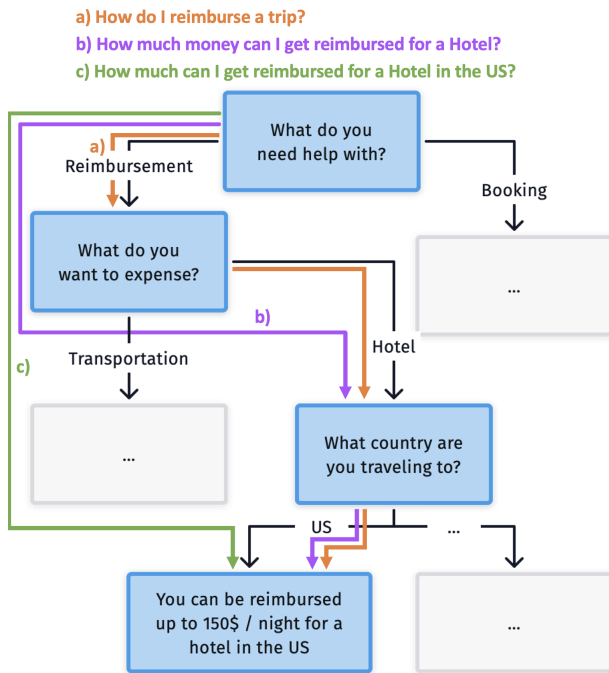 a) How do I reimburse a trip?
b) How much money can I get reimbursed for a Hotel?
c) How much can I get reimbursed for a Hotel in the US?
What do you
need help with?
a)
Reimbursement
Booking
What do you
want to expense?
...
b)
Hotel
Transportation
c)
...
What country are
you traveling to?
US
...
You can be reimbursed
up to 150$ / night for a
hotel in the US
...